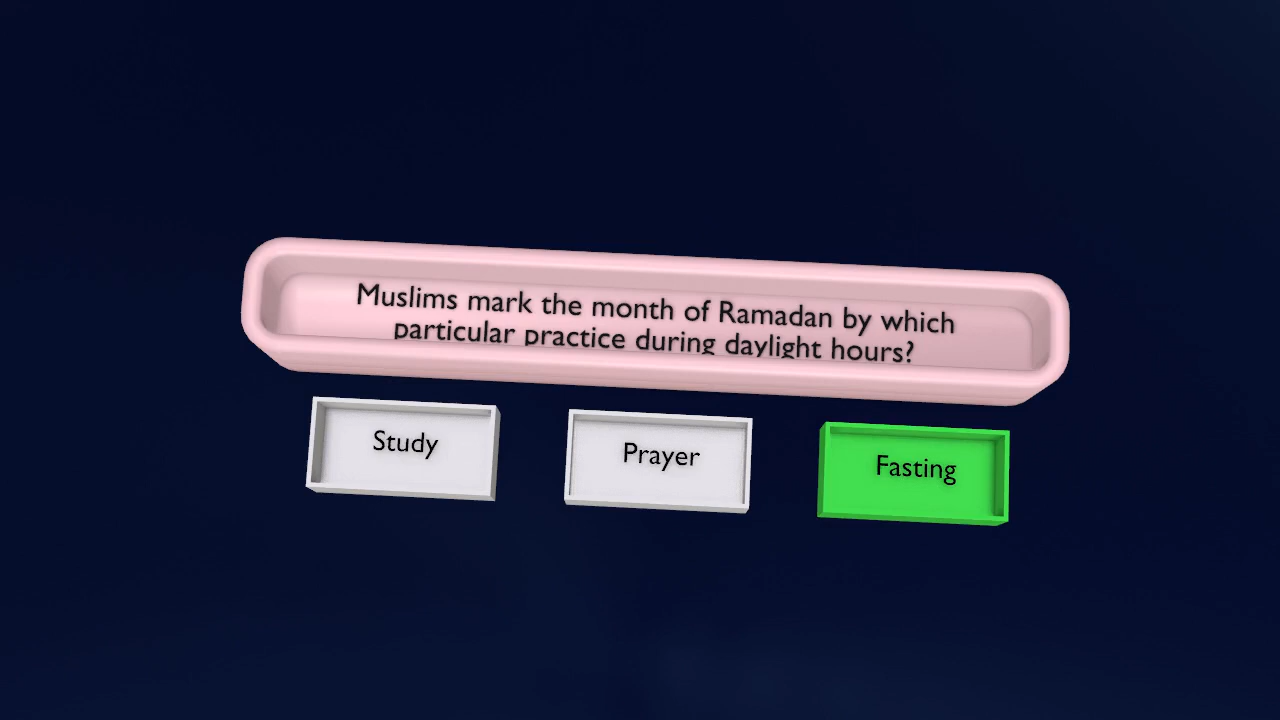 Muslims mark the month of Ramadan by which
particular practice during daylight hours?
Study
Prayer
Fasting